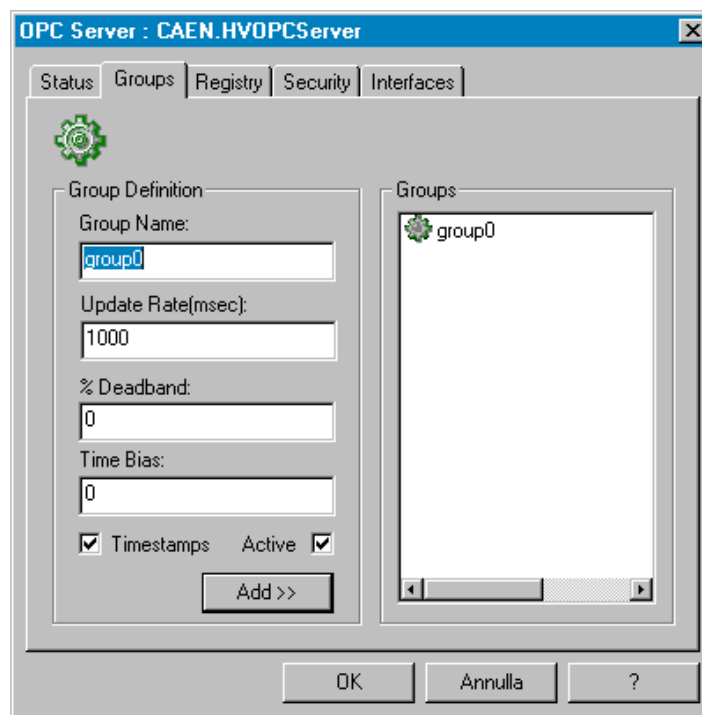 OPC Server : CAEN.HVOPCServer
Status Groups Registry Security Interfaces
Group Definition
Group Name:
group0
Update Rate(msec):
1000
% Deadband:
0
Time Bias:
0
Timestamps Active
Add >>
Groups
group0
OK Annulla ?